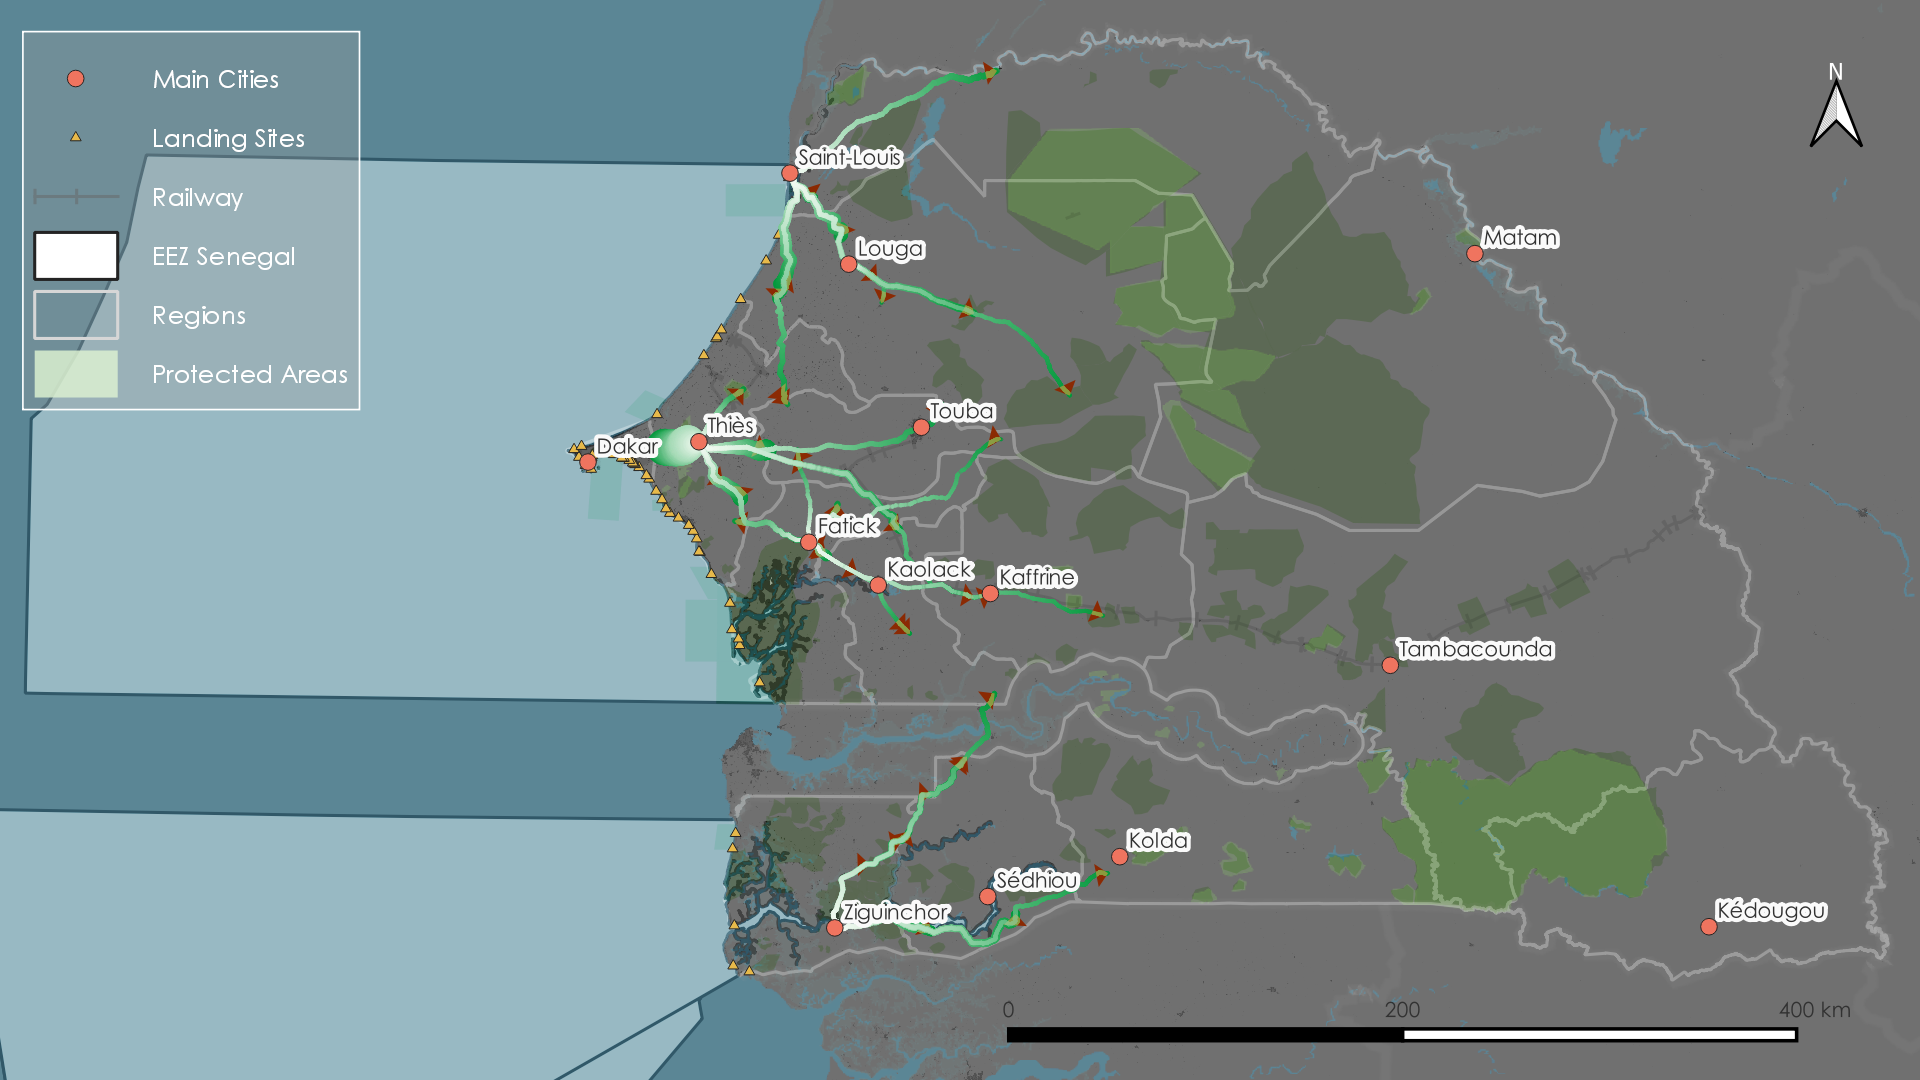 Main Cities
Landing Sites
Railway
EEZ Senegal
Regions
Protected Areas
N
Saint-Louis
Louga
Matam
Touba
Thiès
Dakar
Fatick
Kaolack
Kaffrine
Tambacounda
Kolda
Sédhiou
Ziguinchor
Kédougou
0 200 400 km